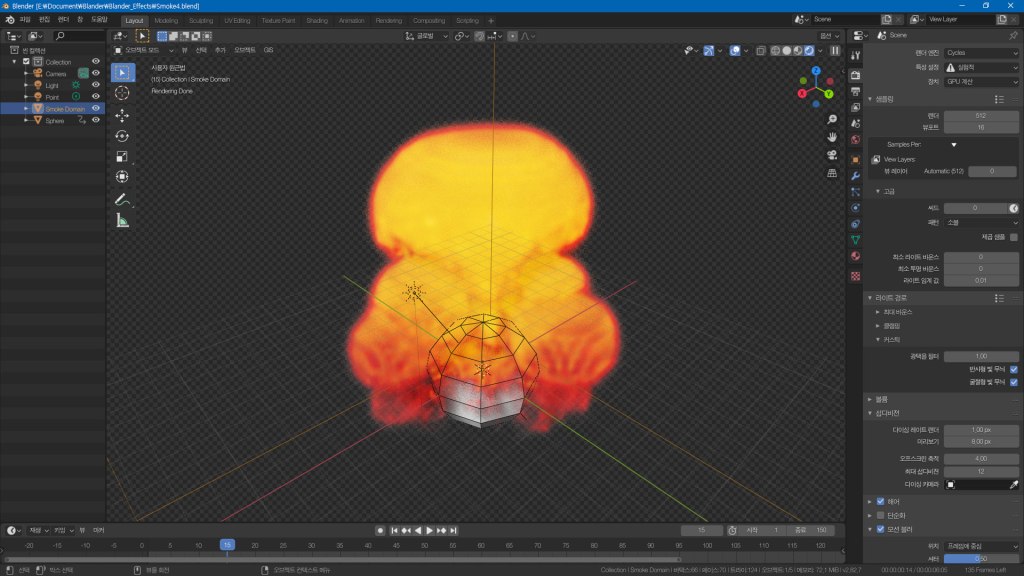 Blender [E:₩Document₩Blander₩Blander_Effects₩Smoke4.blend]
파일 편집 렌더 창 도움말
Layout Modeling Sculpting UV Editing Texture Paint Shading Animation Rendering Compositing Scripting +
Scene
View Layer
오브젝트 모드 뷰 선택 추가 오브젝트 GIS
글로벌
옵션
씬 컬렉션
Collection
Camera
Light
Point
Smoke Domain
Sphere
사용자 원근법
(15) Collection | Smoke Domain
Rendering Done
Z
Y
X
Scene
렌더 엔진 Cycles
특성 설정 실험적
장치 GPU 계산
샘플링
렌더 512
뷰포트 16
Samples Per:
View Layers:
뷰 레이어 Automatic (512) 0
고급
씨드 0
패턴 소볼
제곱 샘플
최소 라이트 바운스 0
최소 투명 바운스 0
라이트 임계 값 0.01
라이트 경로
최대 바운스
클램핑
커스틱
광택을 필터 1.00
반사형 빛 무늬
굴절형 빛 무늬
볼륨
섭디비전
다이싱 레이트 렌더 1.00 px
미리보기 8.00 px
오프스크린 축적 4.00
최대 섭디비전 12
다이싱 카메라
헤어
단순화
모션 블러
위치 프레임에 중심
셔터 0.50
재생 키잉 뷰 마커
15 시작 1 종료 150
-20 -15 -10 -5 0 5 10 15 20 25 30 35 40 45 50 55 60 65 70 75 80 85 90 95 100 105 110 115 120
선택 박스 선택 뷰를 회전 오브젝트 컨텍스트 메뉴
Collection | Smoke Domain | 버텍스:66 | 페이스:70 | 트라이:124 | 오브젝트:1/5 | 메모리: 72.1 MiB | v2.82.7
00:00:00:14 / 00:00:06:05 135 Frames Left